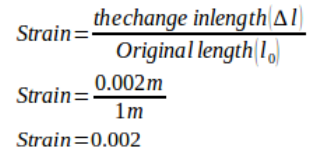 Strain=thechange inlength(Δl)/Original length(l₀)
Strain=0.002m/1m
Strain=0.002